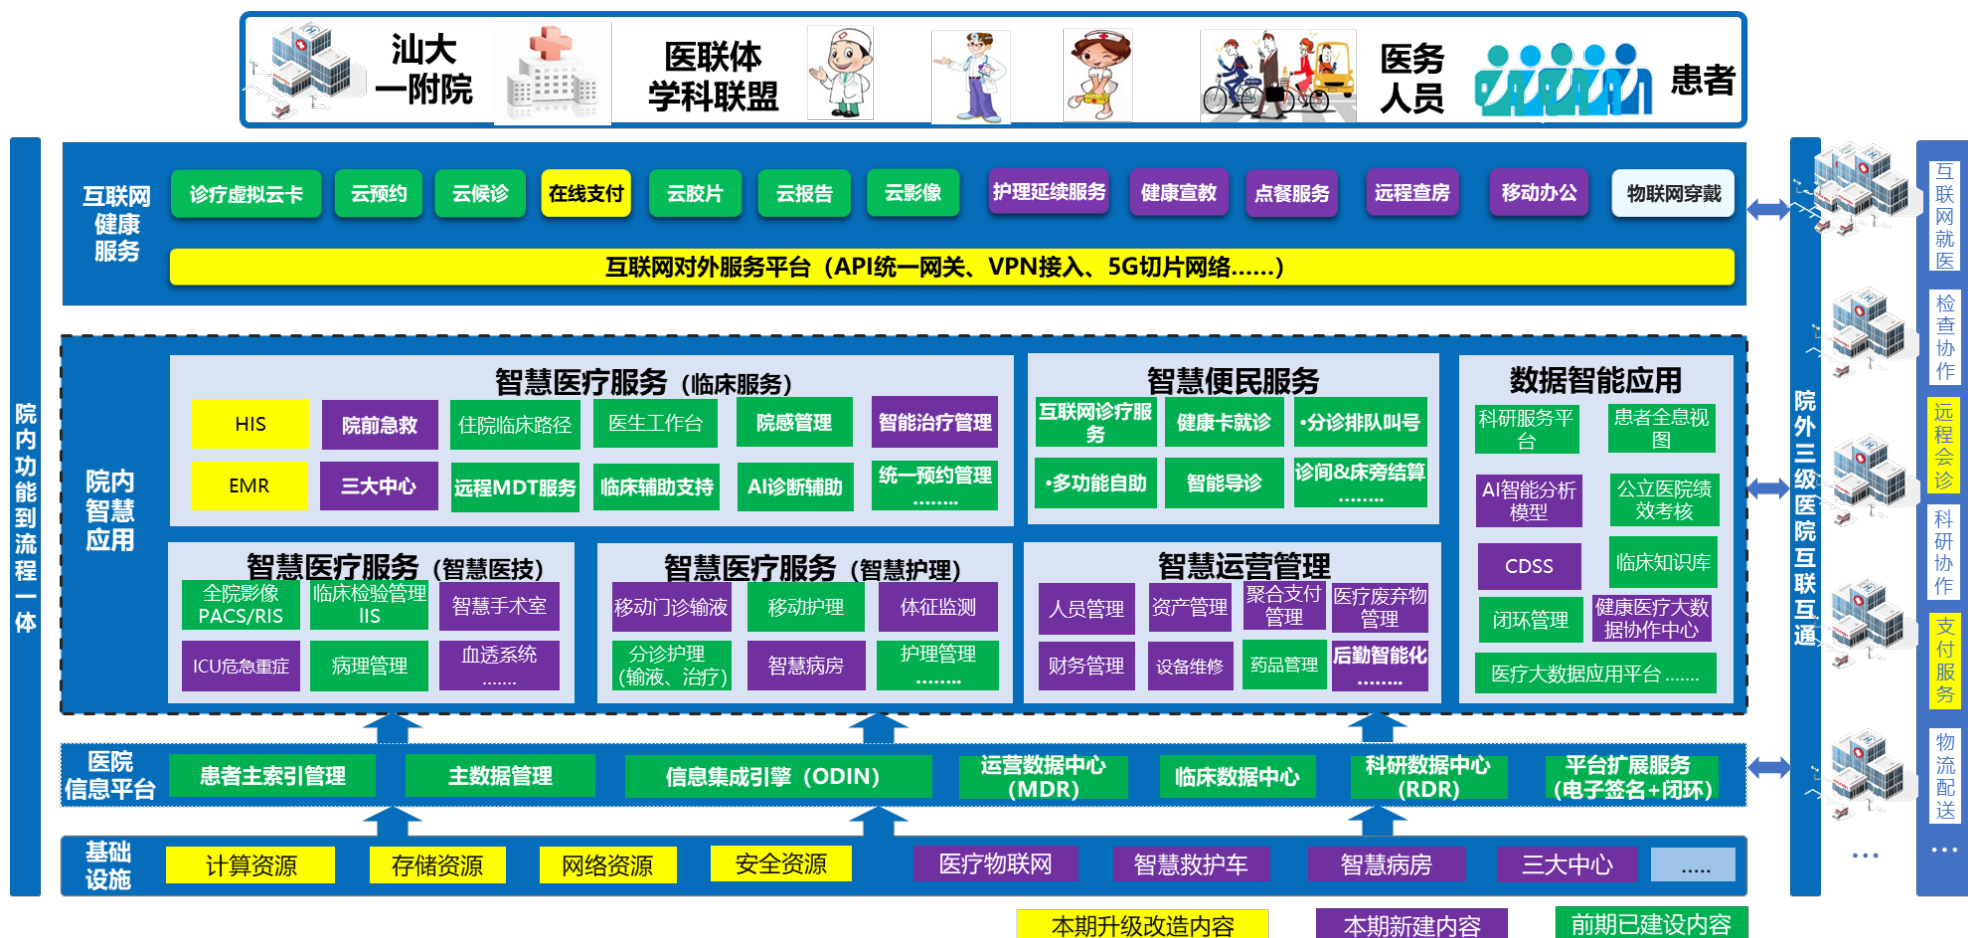 汕大
一附院
医联体
学科联盟
医务
人员
患者
院内功能到流程一体
互联网
健康
服务
诊疗虚拟云卡
云预约
云候诊
在线支付
云胶片
云报告
云影像
护理延续服务
健康宣教
点餐服务
远程查房
移动办公
物联网穿戴
互联网对外服务平台（API统一网关、VPN接入、5G切片网络......）
院内
智慧
应用
智慧医疗服务（临床服务）
HIS
院前急救
住院临床路径
医生工作台
院感管理
智能治疗管理
EMR
三大中心
远程MDT服务
临床辅助支持
AI诊断辅助
统一预约管理
........
智慧便民服务
互联网诊疗服
务
健康卡就诊
•分诊排队叫号
•多功能自助
智能导诊
诊间&床旁结算
........
数据智能应用
科研服务平
台
患者全息视
图
AI智能分析
模型
公立医院绩
效考核
CDSS
临床知识库
闭环管理
健康医疗大数
据协作中心
医疗大数据应用平台 .......
智慧医疗服务（智慧医技）
全院影像
PACS/RIS
临床检验管理
IIS
智慧手术室
ICU危急重症
病理管理
血透系统
.......
智慧医疗服务（智慧护理）
移动门诊输液
移动护理
体征监测
分诊护理
(输液、治疗)
智慧病房
护理管理
........
智慧运营管理
人员管理
资产管理
聚合支付
管理
医疗废弃物
管理
财务管理
设备维修
药品管理
后勤智能化
........
医院
信息平台
患者主索引管理
主数据管理
信息集成引擎（ODIN）
运营数据中心
（MDR）
临床数据中心
科研数据中心
（RDR）
平台扩展服务
（电子签名+闭环）
基础
设施
计算资源
存储资源
网络资源
安全资源
医疗物联网
智慧救护车
智慧病房
三大中心
.....
院外三级医院互联互通
互联网就医
检查协作
远程会诊
科研协作
支付服务
物流配送
...
...
本期升级改造内容
本期新建内容
前期已建设内容